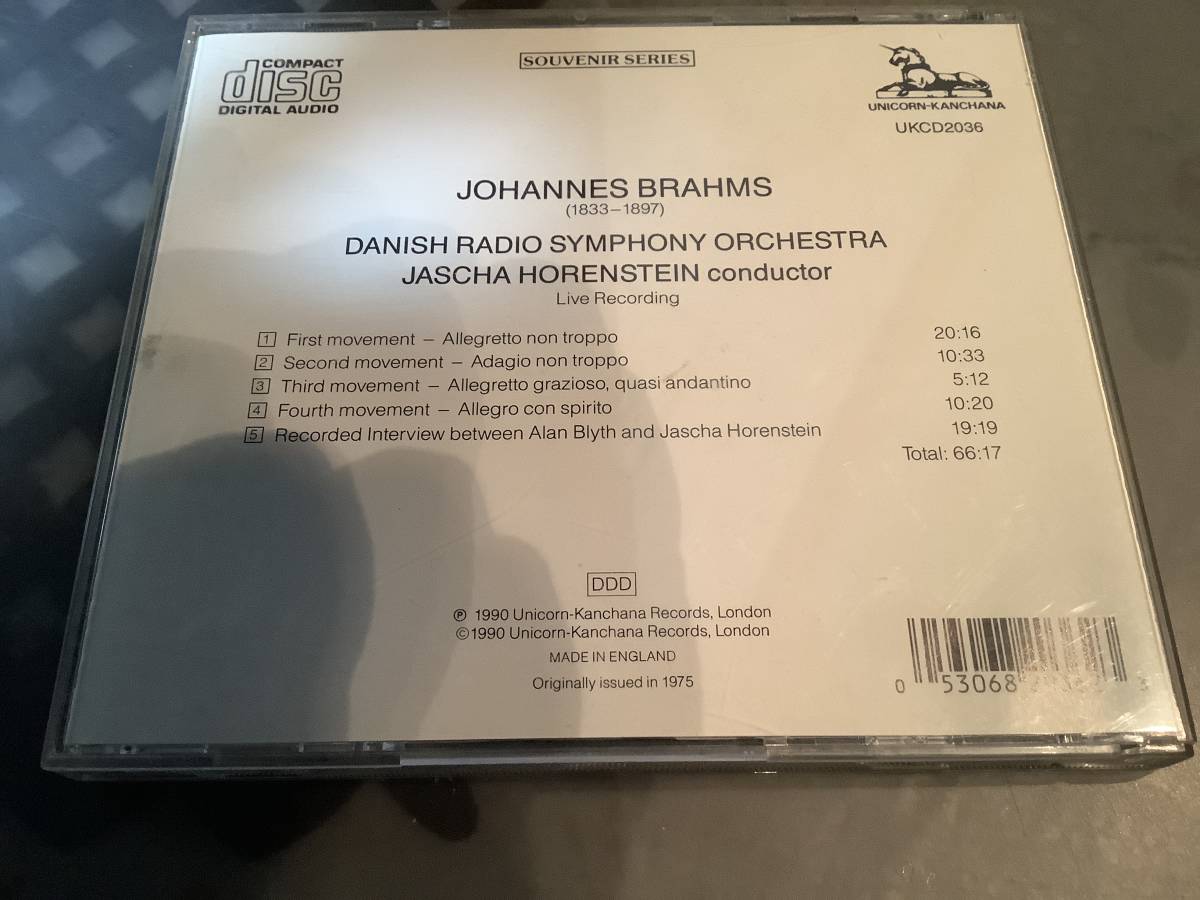 COMPACT
disc
DIGITAL AUDIO
SOUVENIR SERIES
UNICORN-KANCHANA
UKCD2036
JOHANNES BRAHMS
(1833–1897)
DANISH RADIO SYMPHONY ORCHESTRA
JASCHA HORENSTEIN conductor
Live Recording
1 First movement – Allegretto non troppo 20:16
2 Second movement – Adagio non troppo 10:33
3 Third movement – Allegretto grazioso, quasi andantino 5:12
4 Fourth movement – Allegro con spirito 10:20
5 Recorded Interview between Alan Blyth and Jascha Horenstein 19:19
Total: 66:17
DDD
℗ 1990 Unicorn-Kanchana Records, London
©1990 Unicorn-Kanchana Records, London
MADE IN ENGLAND
Originally issued in 1975
0 53068 3